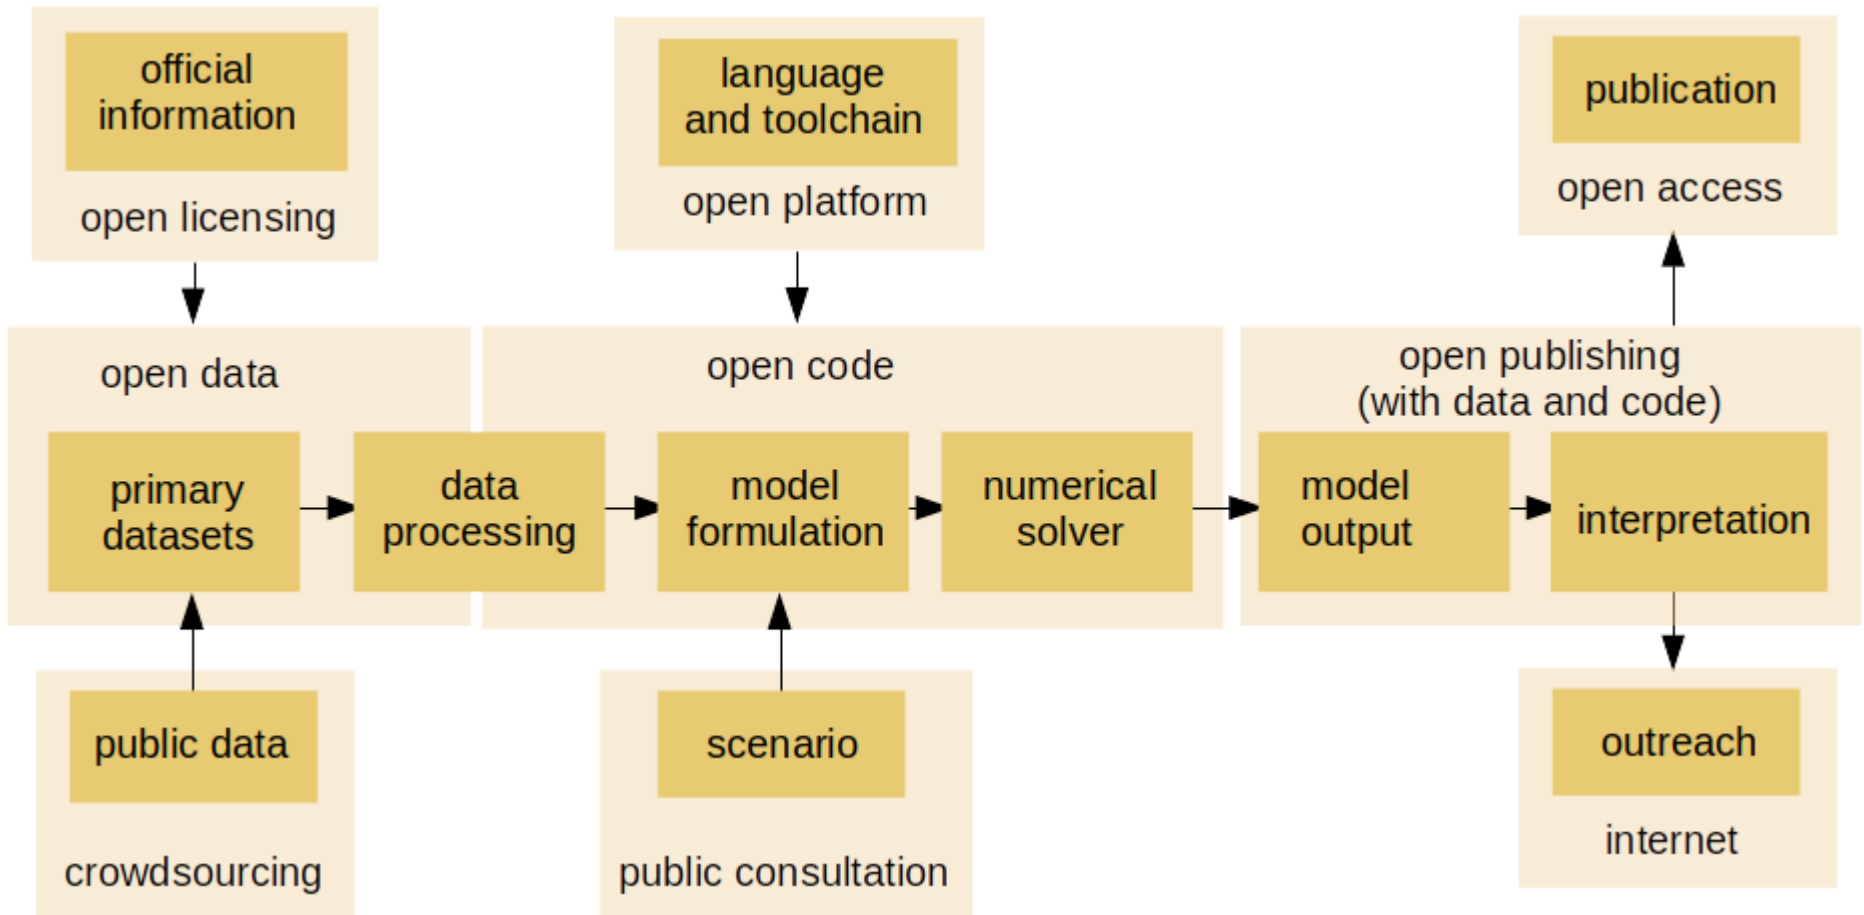 official
information
open licensing
language
and toolchain
open platform
publication
open access
open data
open code
open publishing
(with data and code)
primary
datasets
data
processing
model
formulation
numerical
solver
model
output
interpretation
public data
crowdsourcing
scenario
public consultation
outreach
internet